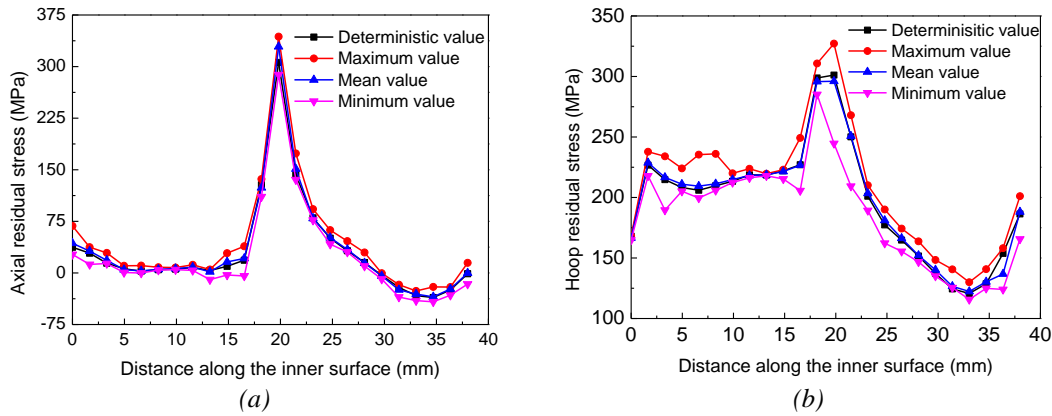 Axial residual stress (MPa)
375
300
225
150
75
0
-75
Deterministic value
Maximum value
Mean value
Minimum value
0 5 10 15 20 25 30 35 40
Distance along the inner surface (mm)
(a)
Hoop residual stress (MPa)
350
300
250
200
150
100
Determinisitic value
Maximum value
Mean value
Minimum value
0 5 10 15 20 25 30 35 40
Distance along the inner surface (mm)
(b)